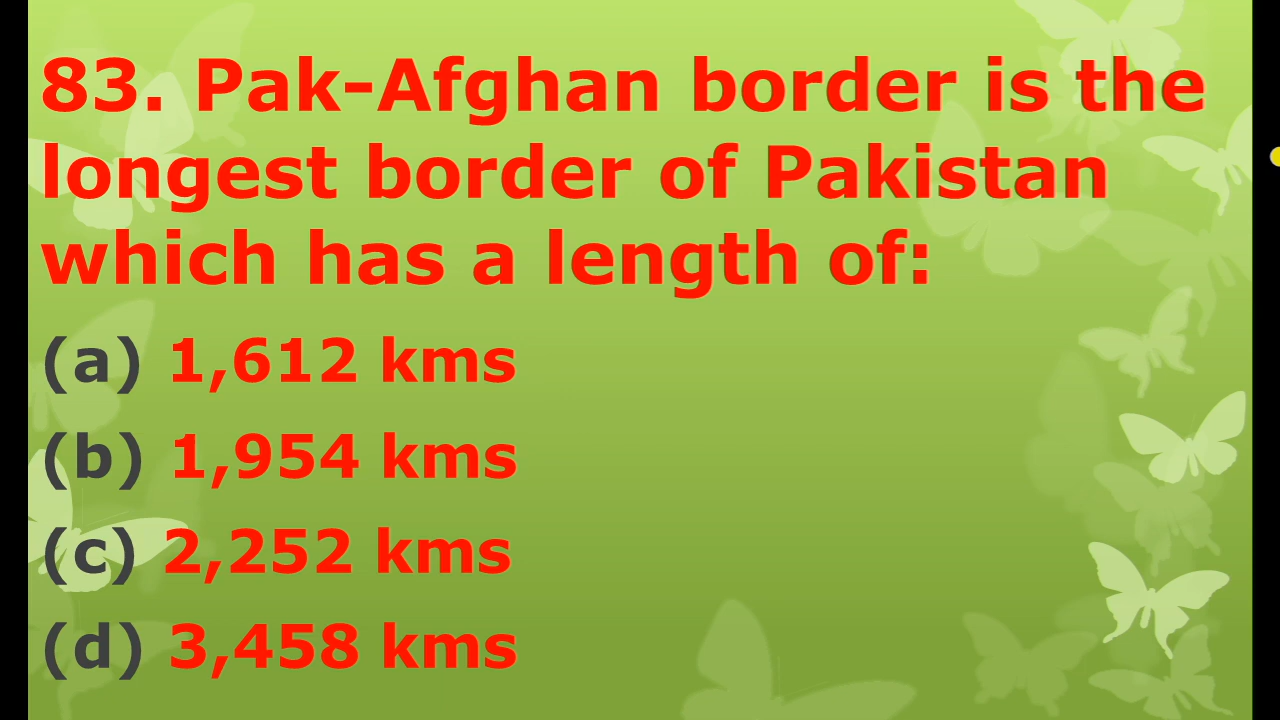 83. Pak-Afghan border is the
longest border of Pakistan
which has a length of:
(a) 1,612 kms
(b) 1,954 kms
(c) 2,252 kms
(d) 3,458 kms